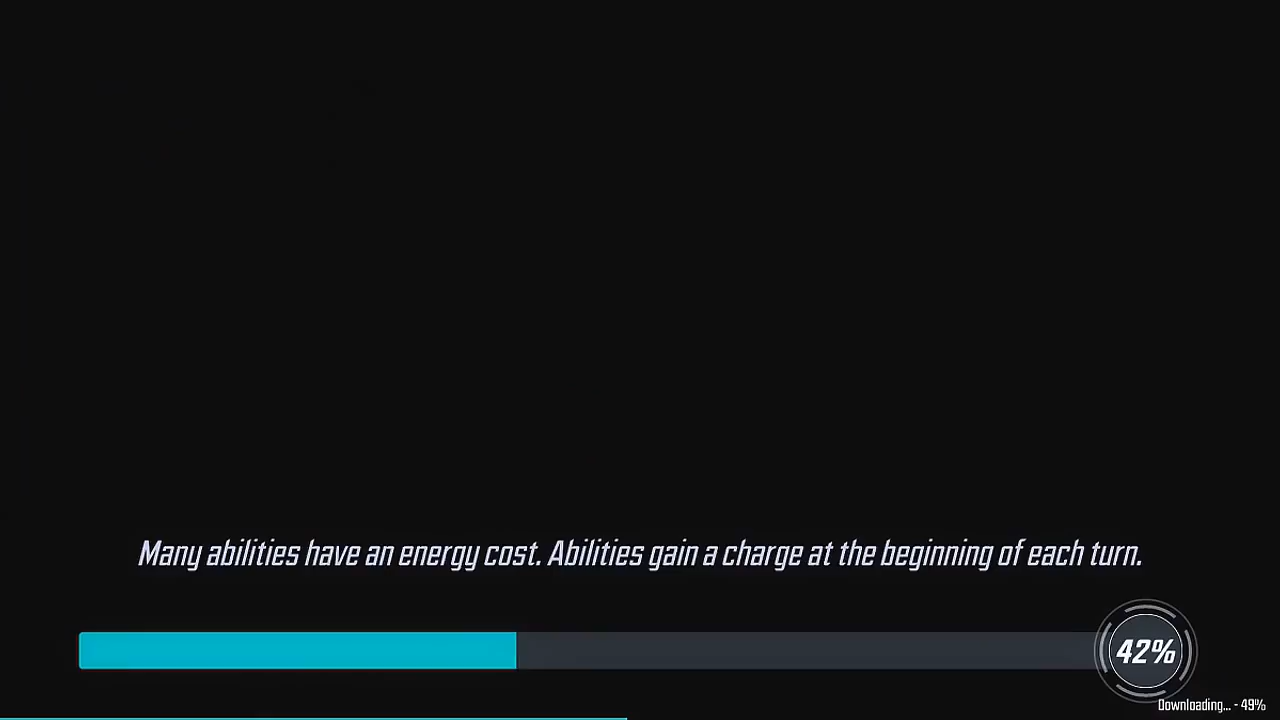 Many abilities have an energy cost. Abilities gain a charge at the beginning of each turn.
42%
Downloading... - 49%